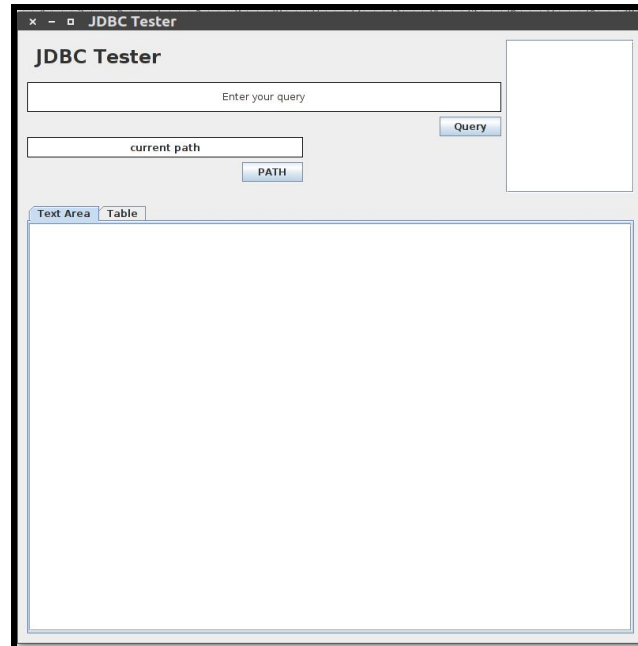 JDBC Tester
JDBC Tester
Enter your query
Query
current path
PATH
Text Area Table